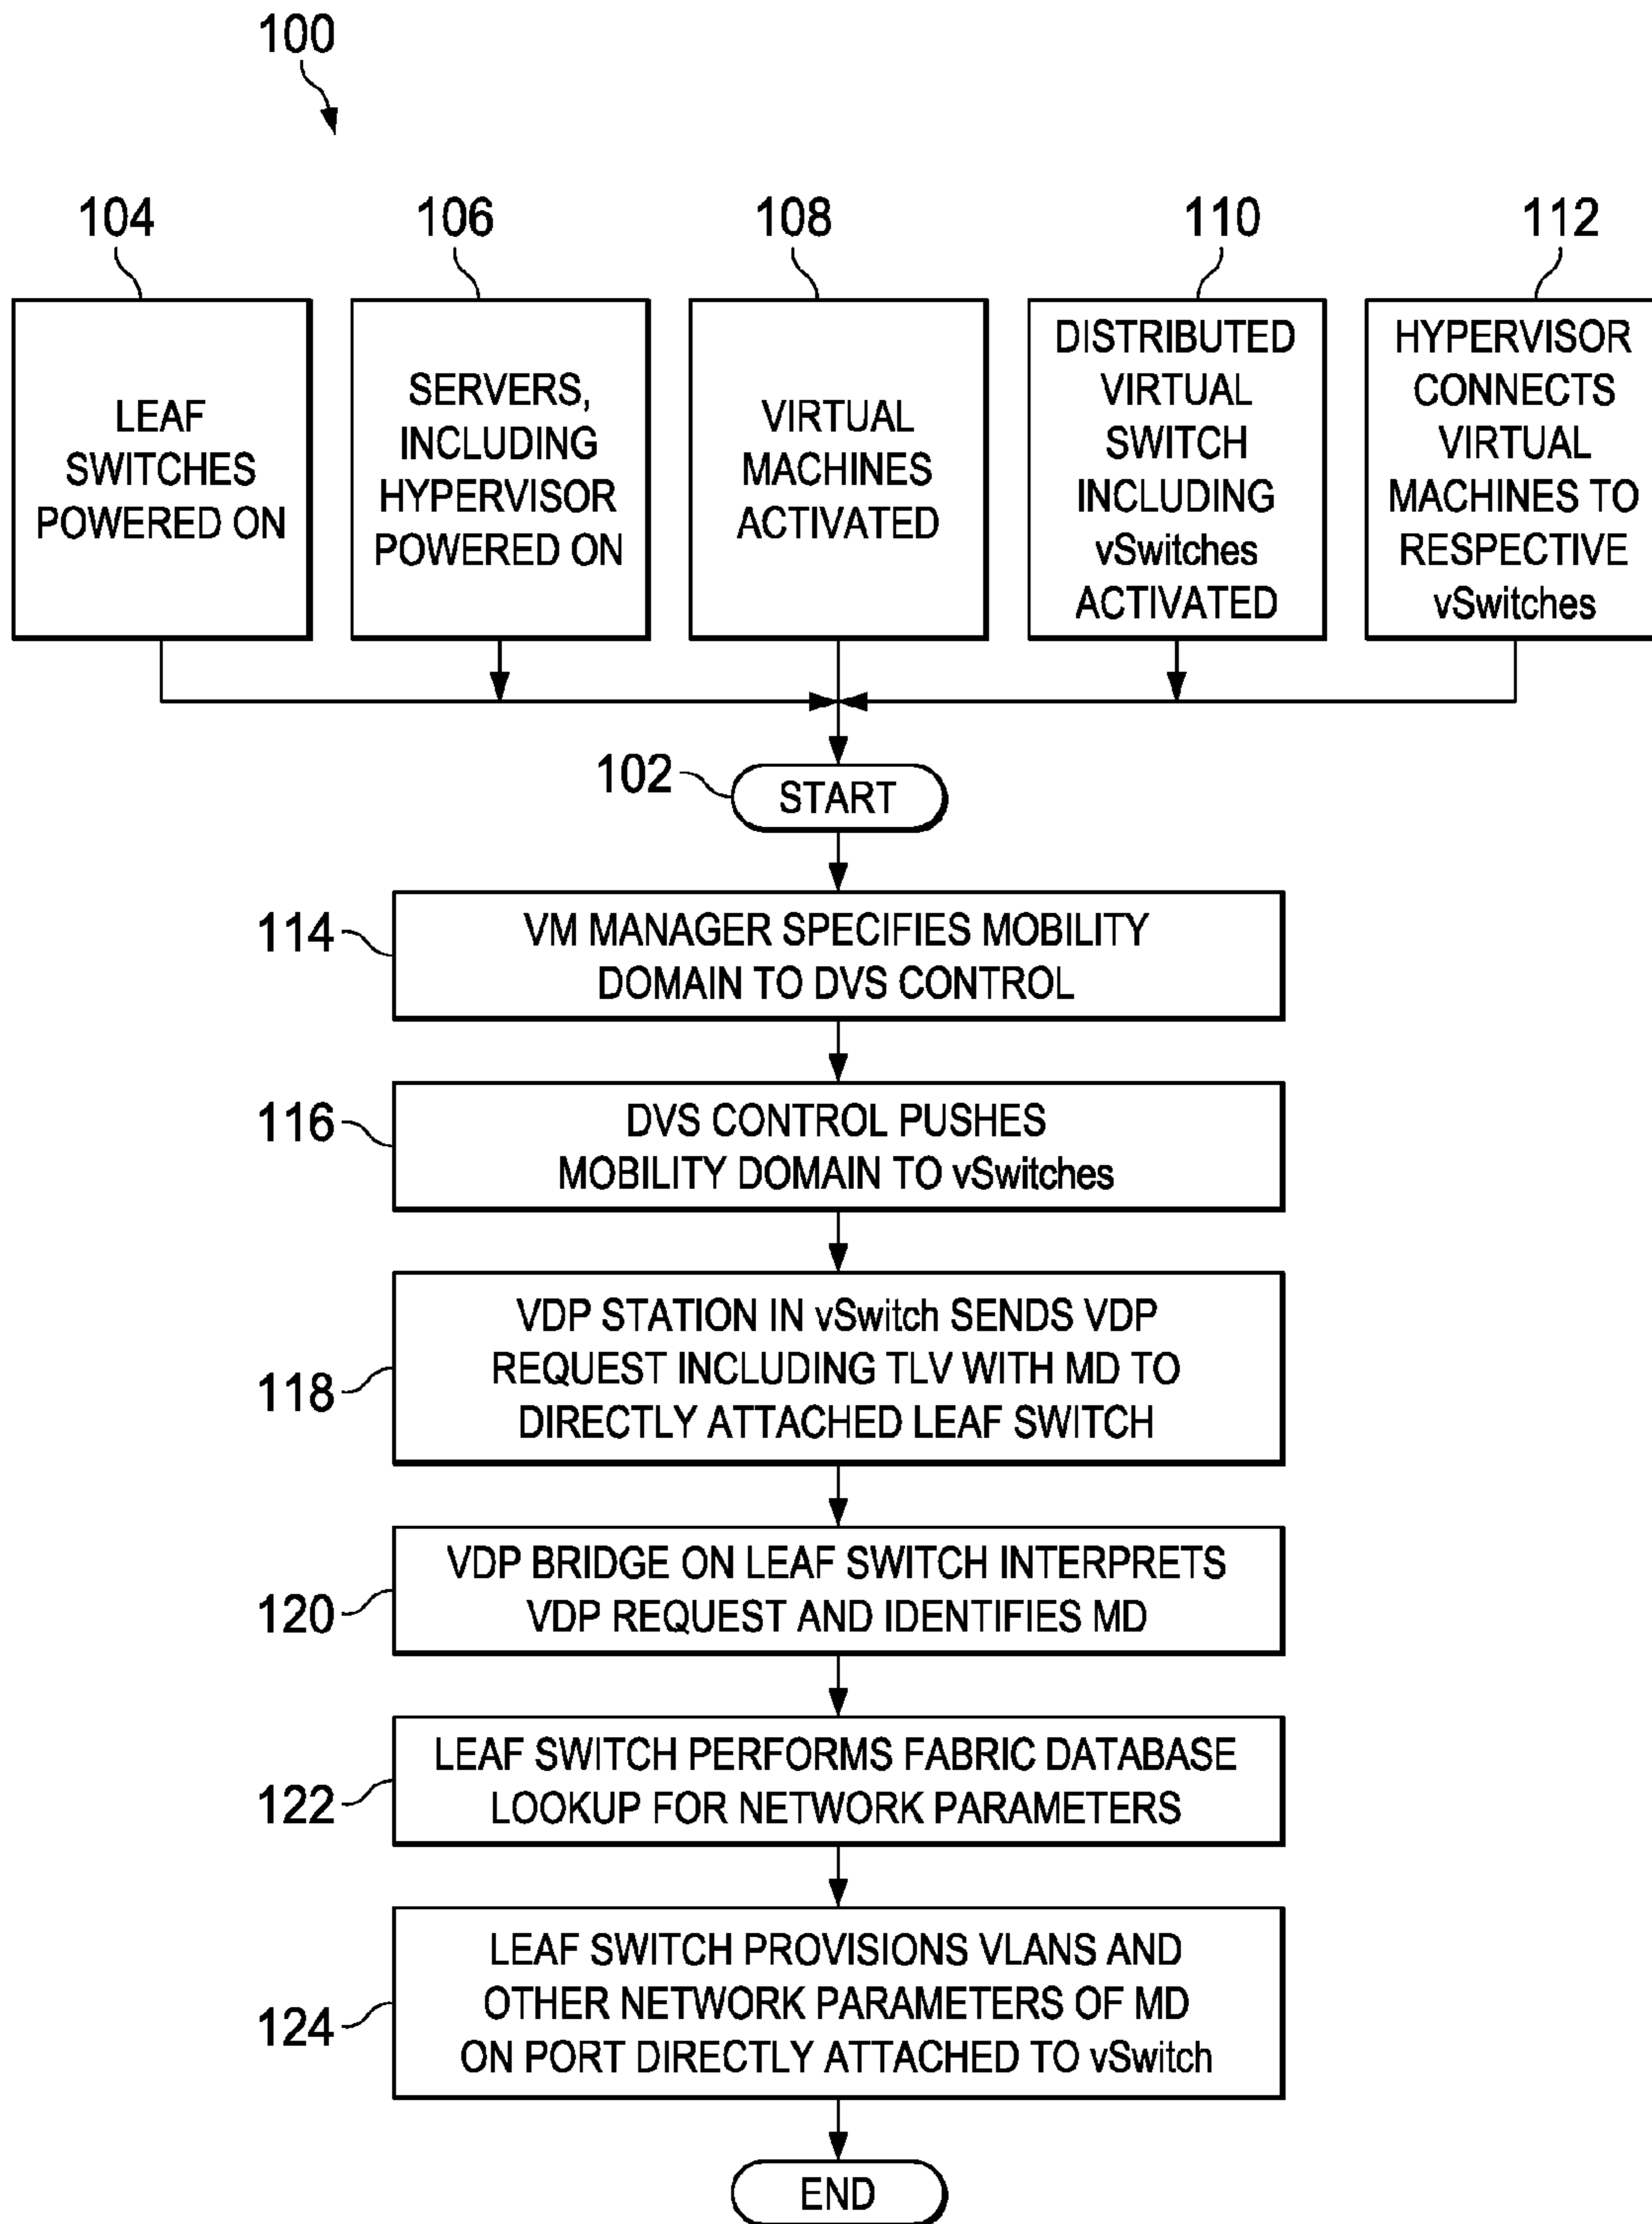 100
104
106
108
110
112
LEAF
SWITCHES
POWERED ON
SERVERS,
INCLUDING
HYPERVISOR
POWERED ON
VIRTUAL
MACHINES
ACTIVATED
DISTRIBUTED
VIRTUAL
SWITCH
INCLUDING
vSwitches
ACTIVATED
HYPERVISOR
CONNECTS
VIRTUAL
MACHINES TO
RESPECTIVE
vSwitches
102
START
114
VM MANAGER SPECIFIES MOBILITY
DOMAIN TO DVS CONTROL
116
DVS CONTROL PUSHES
MOBILITY DOMAIN TO vSwitches
118
VDP STATION IN vSwitch SENDS VDP
REQUEST INCLUDING TLV WITH MD TO
DIRECTLY ATTACHED LEAF SWITCH
120
VDP BRIDGE ON LEAF SWITCH INTERPRETS
VDP REQUEST AND IDENTIFIES MD
122
LEAF SWITCH PERFORMS FABRIC DATABASE
LOOKUP FOR NETWORK PARAMETERS
124
LEAF SWITCH PROVISIONS VLANS AND
OTHER NETWORK PARAMETERS OF MD
ON PORT DIRECTLY ATTACHED TO vSwitch
END